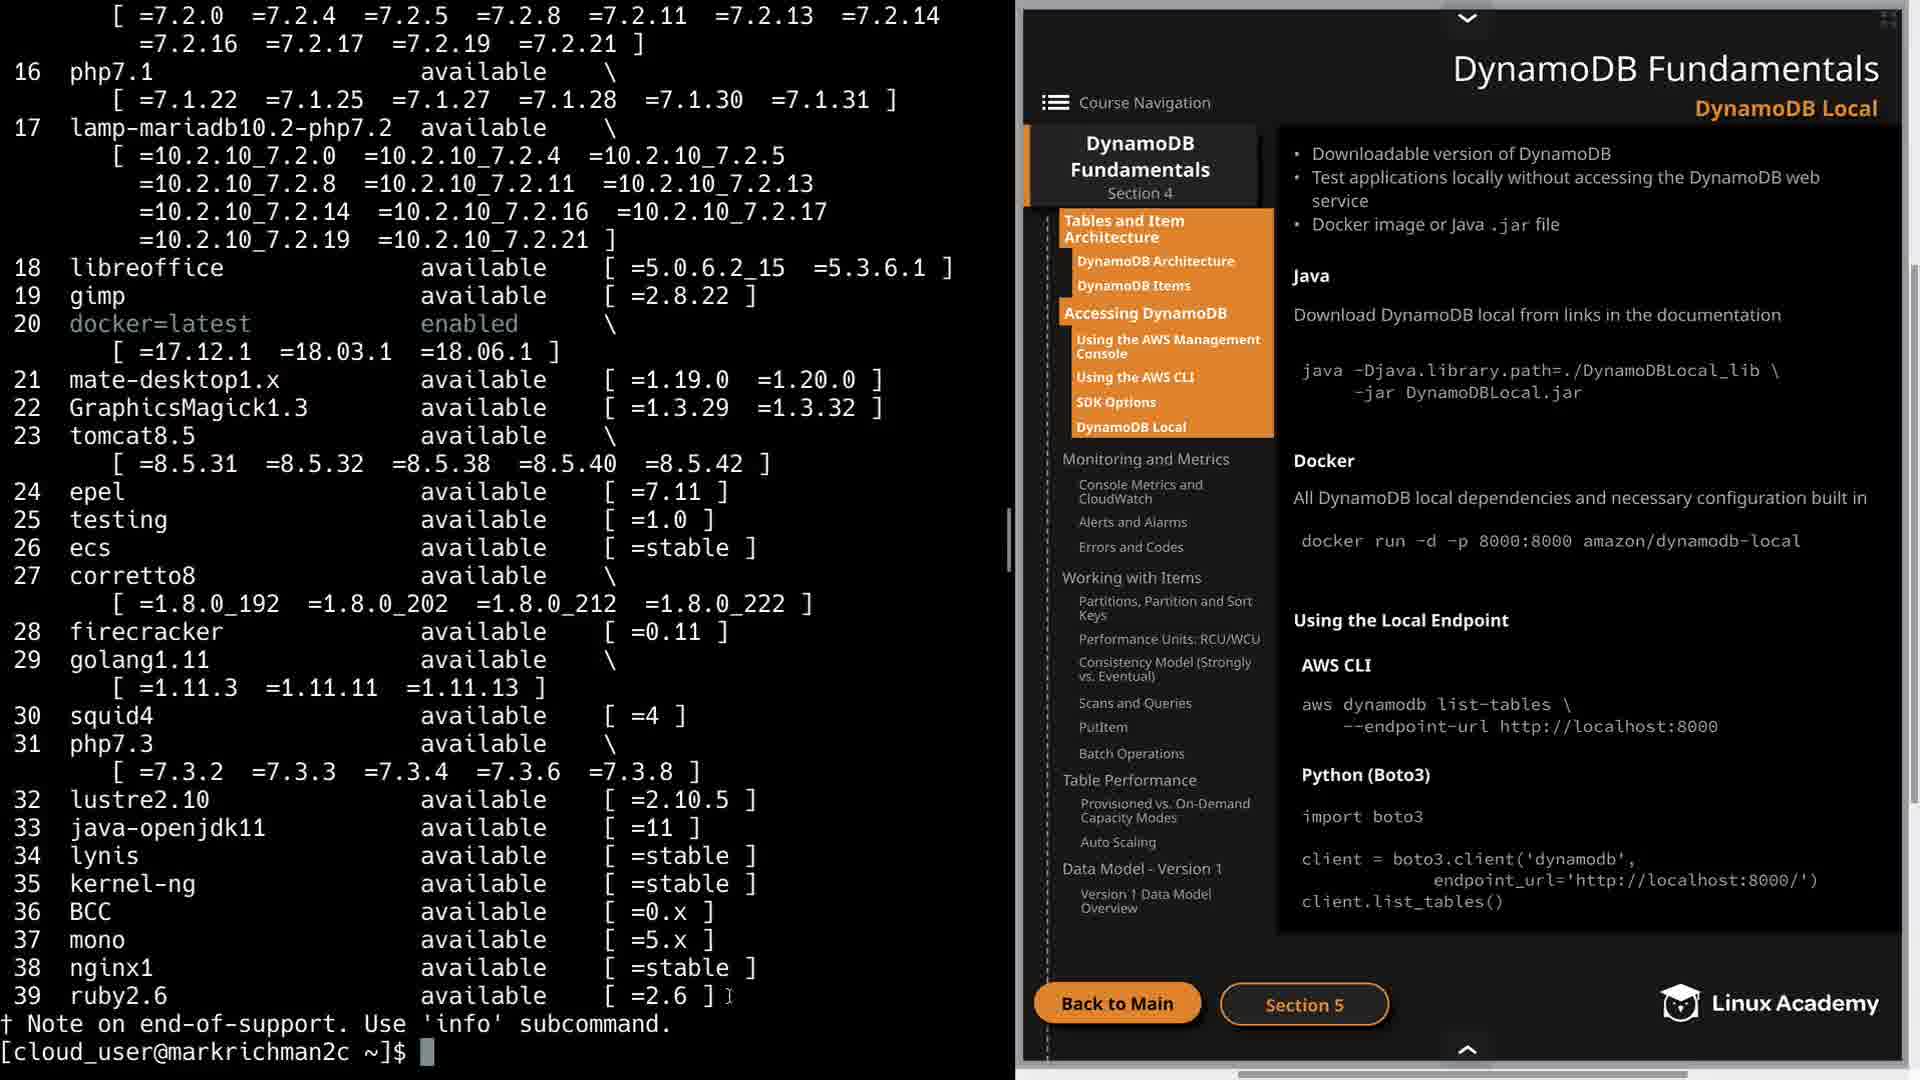 [ =7.2.0  =7.2.4  =7.2.5  =7.2.8  =7.2.11  =7.2.13  =7.2.14
=7.2.16  =7.2.17  =7.2.19  =7.2.21 ]
16  php7.1                   available    \
[ =7.1.22  =7.1.25  =7.1.27  =7.1.28  =7.1.30  =7.1.31 ]
17  lamp-mariadb10.2-php7.2  available    \
[ =10.2.10_7.2.0  =10.2.10_7.2.4  =10.2.10_7.2.5
=10.2.10_7.2.8  =10.2.10_7.2.11  =10.2.10_7.2.13
=10.2.10_7.2.14  =10.2.10_7.2.16  =10.2.10_7.2.17
=10.2.10_7.2.19  =10.2.10_7.2.21 ]
18  libreoffice              available    [ =5.0.6.2_15  =5.3.6.1 ]
19  gimp                     available    [ =2.8.22 ]
20  docker=latest            enabled      \
[ =17.12.1  =18.03.1  =18.06.1 ]
21  mate-desktop1.x          available    [ =1.19.0  =1.20.0 ]
22  GraphicsMagick1.3        available    [ =1.3.29  =1.3.32 ]
23  tomcat8.5                available    \
[ =8.5.31  =8.5.32  =8.5.38  =8.5.40  =8.5.42 ]
24  epel                     available    [ =7.11 ]
25  testing                  available    [ =1.0 ]
26  ecs                      available    [ =stable ]
27  corretto8                available    \
[ =1.8.0_192  =1.8.0_202  =1.8.0_212  =1.8.0_222 ]
28  firecracker              available    [ =0.11 ]
29  golang1.11               available    \
[ =1.11.3  =1.11.11  =1.11.13 ]
30  squid4                   available    [ =4 ]
31  php7.3                   available    \
[ =7.3.2  =7.3.3  =7.3.4  =7.3.6  =7.3.8 ]
32  lustre2.10               available    [ =2.10.5 ]
33  java-openjdk11           available    [ =11 ]
34  lynis                    available    [ =stable ]
35  kernel-ng                available    [ =stable ]
36  BCC                      available    [ =0.x ]
37  mono                     available    [ =5.x ]
38  nginx1                   available    [ =stable ]
39  ruby2.6                  available    [ =2.6 ]
† Note on end-of-support. Use 'info' subcommand.
[cloud_user@markrichman2c ~]$
DynamoDB Fundamentals
DynamoDB Local
Course Navigation
DynamoDB
Fundamentals
Section 4
Tables and Item
Architecture
DynamoDB Architecture
DynamoDB Items
Accessing DynamoDB
Using the AWS Management
Console
Using the AWS CLI
SDK Options
DynamoDB Local
Monitoring and Metrics
Console Metrics and
CloudWatch
Alerts and Alarms
Errors and Codes
Working with Items
Partitions, Partition and Sort
Keys
Performance Units: RCU/WCU
Consistency Model (Strongly
vs. Eventual)
Scans and Queries
PutItem
Batch Operations
Table Performance
Provisioned vs. On-Demand
Capacity Modes
Auto Scaling
Data Model - Version 1
Version 1 Data Model
Overview
• Downloadable version of DynamoDB
• Test applications locally without accessing the DynamoDB web
service
• Docker image or Java .jar file
Java
Download DynamoDB local from links in the documentation
java -Djava.library.path=./DynamoDBLocal_lib \
-jar DynamoDBLocal.jar
Docker
All DynamoDB local dependencies and necessary configuration built in
docker run -d -p 8000:8000 amazon/dynamodb-local
Using the Local Endpoint
AWS CLI
aws dynamodb list-tables \
--endpoint-url http://localhost:8000
Python (Boto3)
import boto3
client = boto3.client('dynamodb',
endpoint_url='http://localhost:8000/')
client.list_tables()
Back to Main
Section 5
Linux Academy